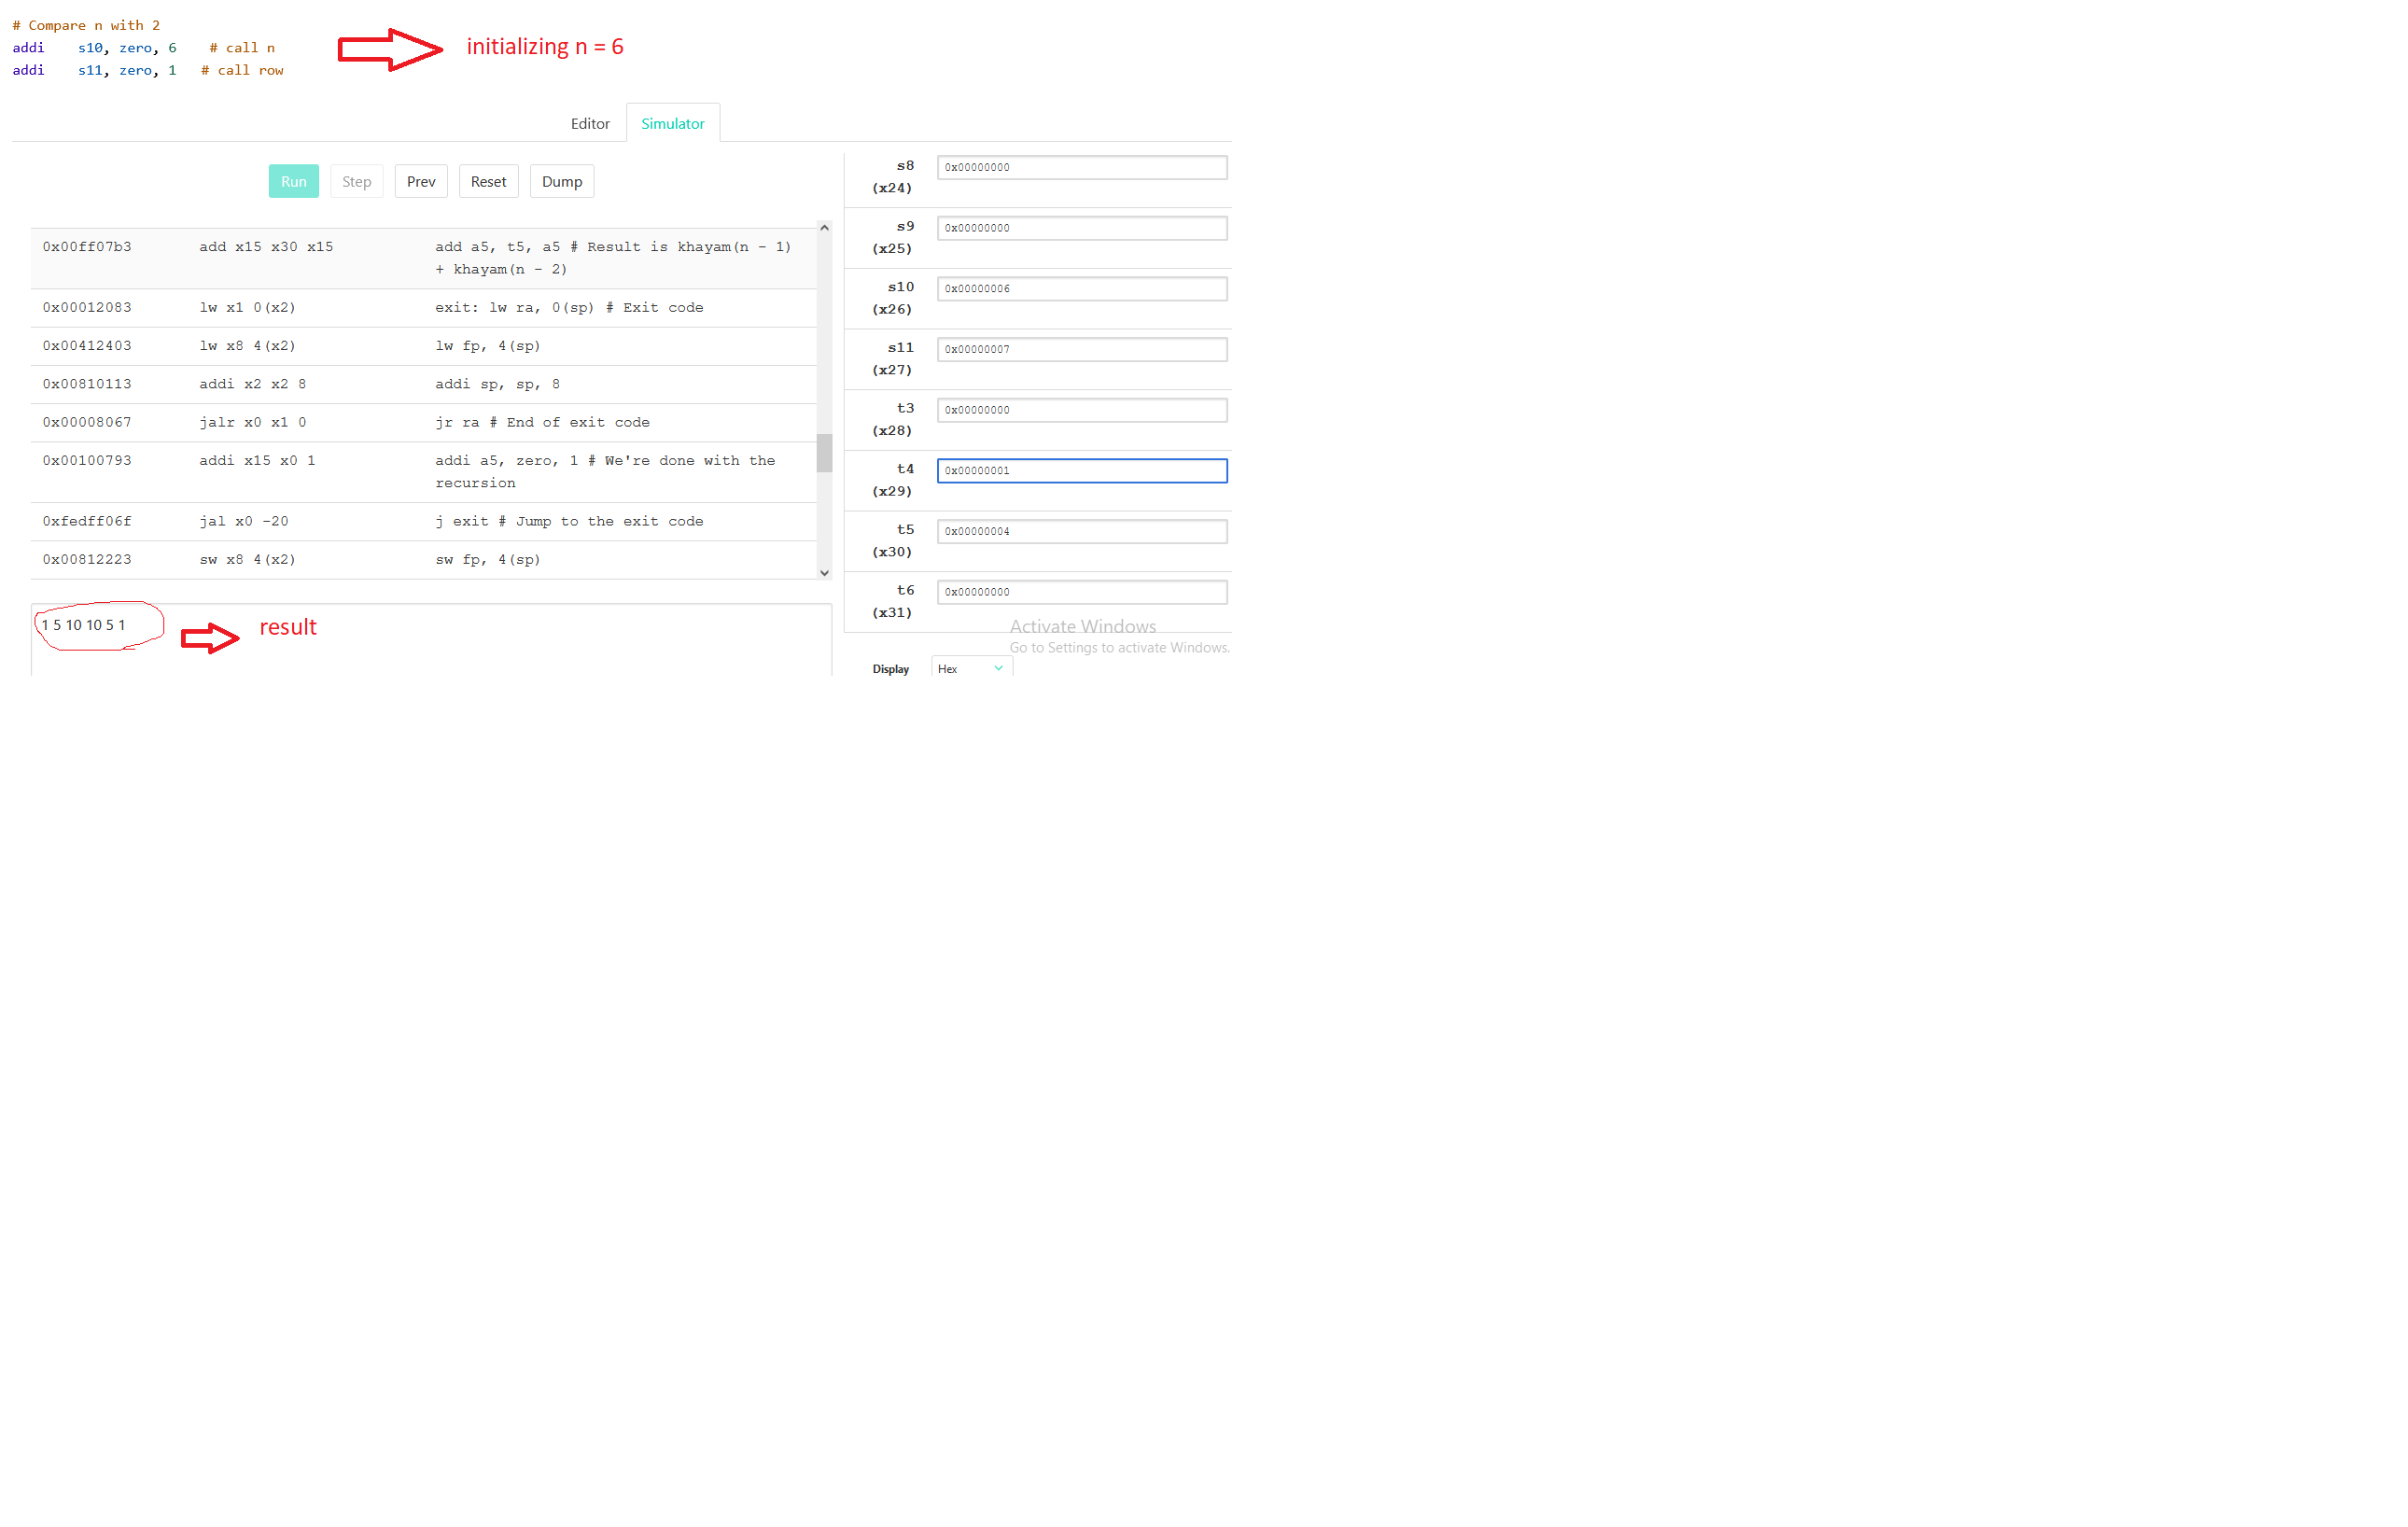 # Compare n with 2
addi s10, zero, 6 # call n
initializing n = 6
addi s11, zero, 1 # call row
Editor Simulator
Run Step Prev Reset Dump
0x00ff07b3 add x15 x30 x15 add a5, t5, a5 # Result is khayam(n - 1)
+ khayam(n - 2)
0x00012083 lw x1 0(x2) exit: lw ra, 0(sp) # Exit code
0x00412403 lw x8 4(x2) lw fp, 4(sp)
0x00810113 addi x2 x2 8 addi sp, sp, 8
0x00008067 jalr x0 x1 0 jr ra # End of exit code
0x00100793 addi x15 x0 1 addi a5, zero, 1 # We're done with the
recursion
0xfedff06f jal x0 -20 j exit # Jump to the exit code
0x00812223 sw x8 4(x2) sw fp, 4(sp)
1 5 10 10 5 1
result
s8 0x00000000
(x24)
s9 0x00000000
(x25)
s10 0x00000006
(x26)
s11 0x00000007
(x27)
t3 0x00000000
(x28)
t4 0x00000001
(x29)
t5 0x00000004
(x30)
t6 0x00000000
(x31)
Activate Windows
Go to Settings to activate Windows.
Display Hex